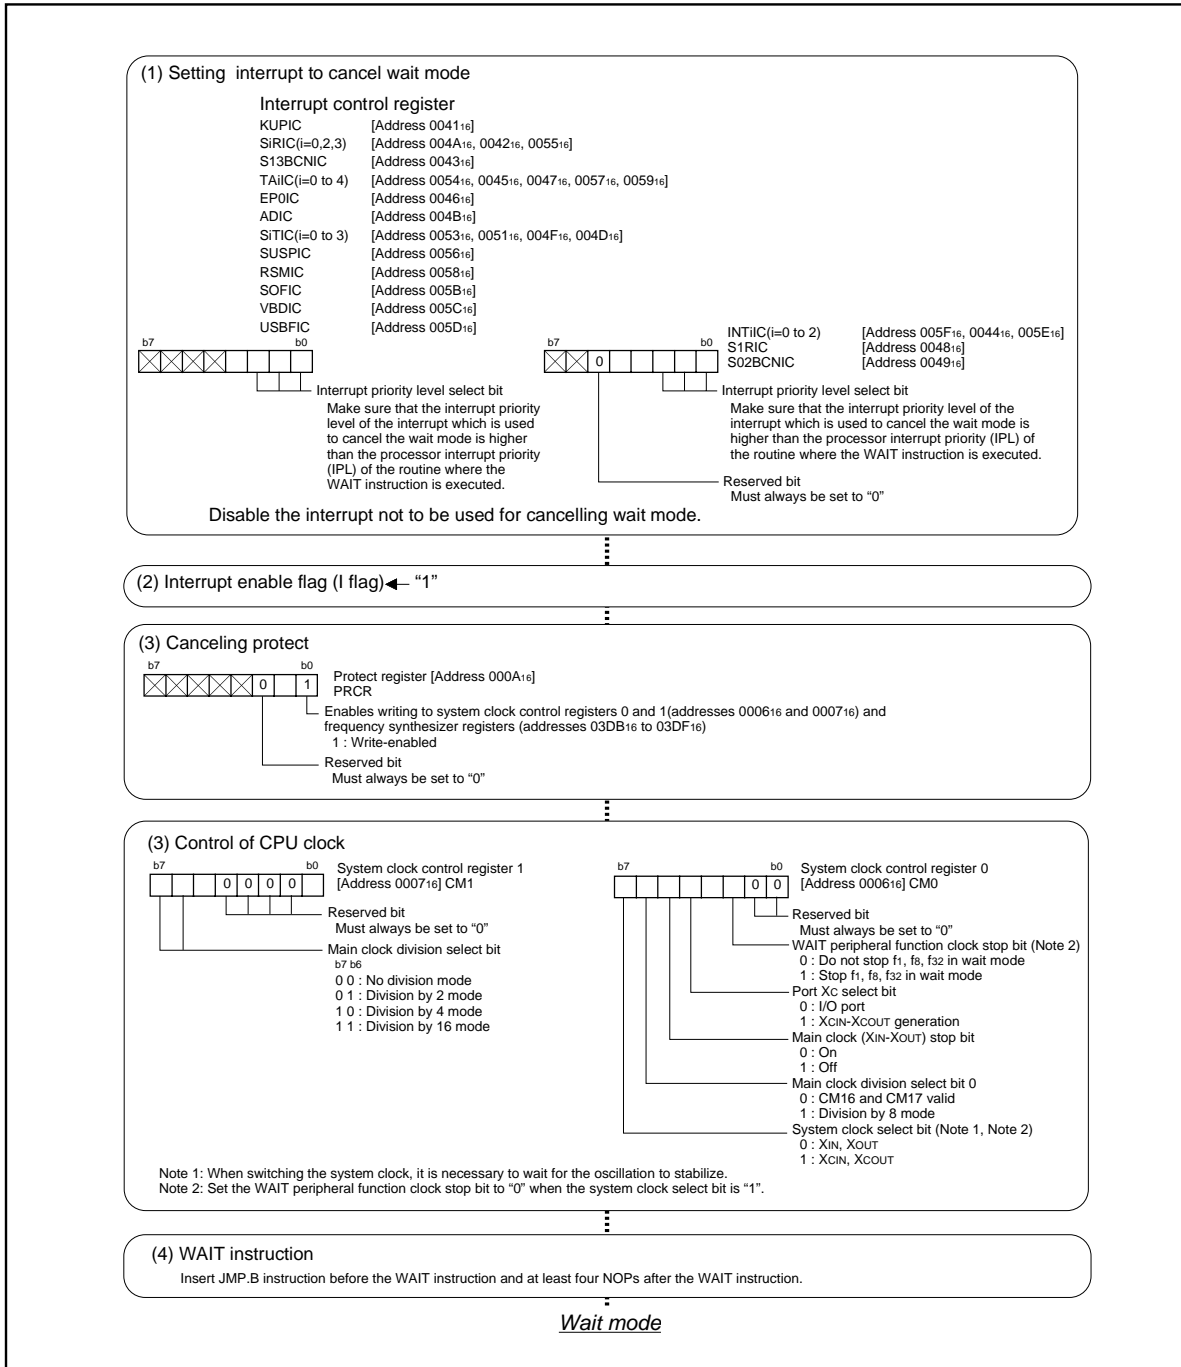 (1) Setting interrupt to cancel wait mode
Interrupt control register
KUPIC [Address 004116]
SiRIC(i=0,2,3) [Address 004A16, 004216, 005516]
S13BCNIC [Address 004316]
TAiIC(i=0 to 4) [Address 005416, 004516, 004716, 005716, 005916]
EP0IC [Address 004616]
ADIC [Address 004B16]
SiTIC(i=0 to 3) [Address 005316, 005116, 004F16, 004D16]
SUSPIC [Address 005616]
RSMIC [Address 005816]
SOFIC [Address 005B16]
VBDIC [Address 005C16]
USBFIC [Address 005D16]
b7 b0
Interrupt priority level select bit
Make sure that the interrupt priority
level of the interrupt which is used
to cancel the wait mode is higher
than the processor interrupt priority
(IPL) of the routine where the
WAIT instruction is executed.
INTiIC(i=0 to 2) [Address 005F16, 004416, 005E16]
S1RIC [Address 004816]
S02BCNIC [Address 004916]
b7 b0
0
Interrupt priority level select bit
Make sure that the interrupt priority level of the
interrupt which is used to cancel the wait mode is
higher than the processor interrupt priority (IPL) of
the routine where the WAIT instruction is executed.
Reserved bit
Must always be set to “0”
Disable the interrupt not to be used for cancelling wait mode.
(2) Interrupt enable flag (I flag) ← “1”
(3) Canceling protect
b7 b0
0 1
Protect register [Address 000A16]
PRCR
Enables writing to system clock control registers 0 and 1(addresses 000616 and 000716) and
frequency synthesizer registers (addresses 03DB16 to 03DF16)
1 : Write-enabled
Reserved bit
Must always be set to “0”
(3) Control of CPU clock
b7 b0
0 0 0 0
System clock control register 1
[Address 000716] CM1
Reserved bit
Must always be set to “0”
Main clock division select bit
b7 b6
0 0 : No division mode
0 1 : Division by 2 mode
1 0 : Division by 4 mode
1 1 : Division by 16 mode
b7 b0
0 0
System clock control register 0
[Address 000616] CM0
Reserved bit
Must always be set to “0”
WAIT peripheral function clock stop bit (Note 2)
0 : Do not stop f1, f8, f32 in wait mode
1 : Stop f1, f8, f32 in wait mode
Port XC select bit
0 : I/O port
1 : XCIN-XCOUT generation
Main clock (XIN-XOUT) stop bit
0 : On
1 : Off
Main clock division select bit 0
0 : CM16 and CM17 valid
1 : Division by 8 mode
System clock select bit (Note 1, Note 2)
0 : XIN, XOUT
1 : XCIN, XCOUT
Note 1: When switching the system clock, it is necessary to wait for the oscillation to stabilize.
Note 2: Set the WAIT peripheral function clock stop bit to “0” when the system clock select bit is “1”.
(4) WAIT instruction
Insert JMP.B instruction before the WAIT instruction and at least four NOPs after the WAIT instruction.
Wait mode